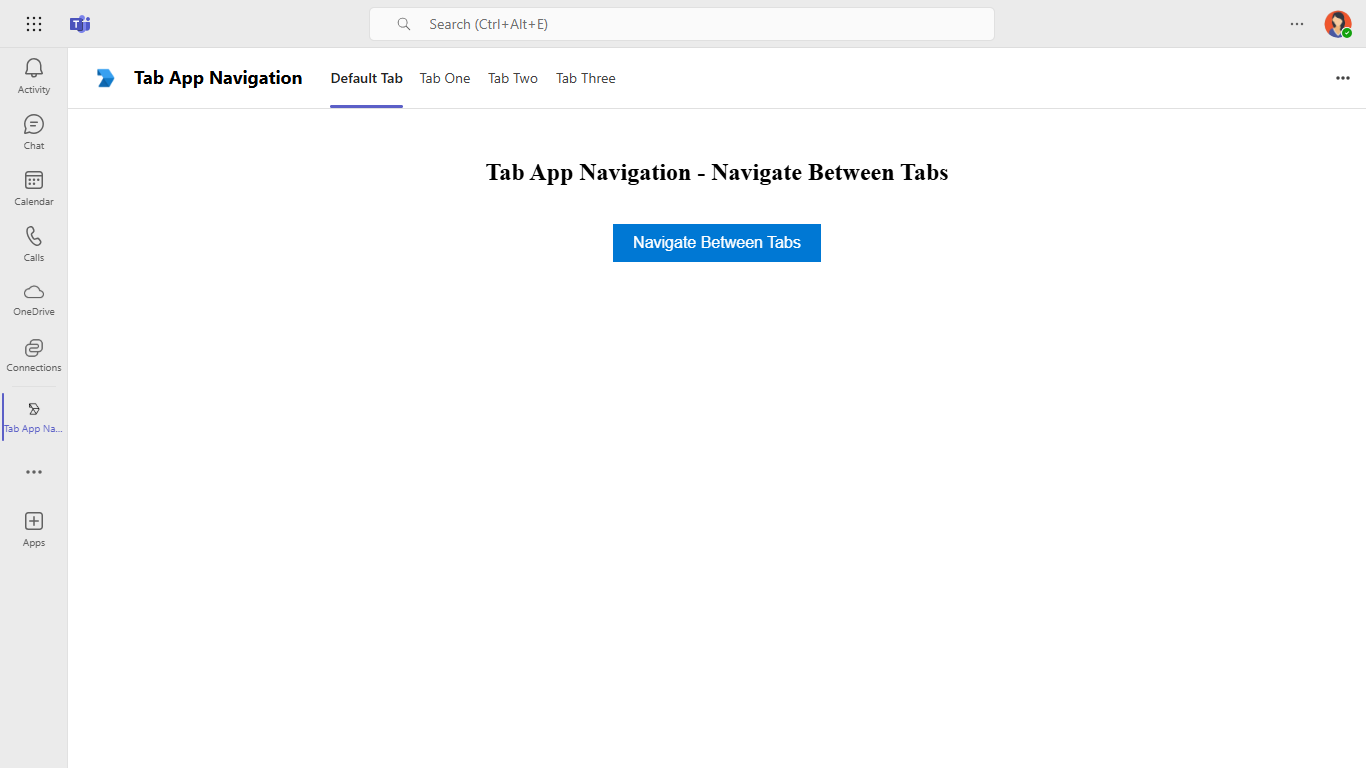 Search (Ctrl+Alt+E)
Tab App Navigation
Default Tab
Tab One
Tab Two
Tab Three
Activity
Chat
Calendar
Calls
OneDrive
Connections
Tab App Na...
Apps
Tab App Navigation - Navigate Between Tabs
Navigate Between Tabs